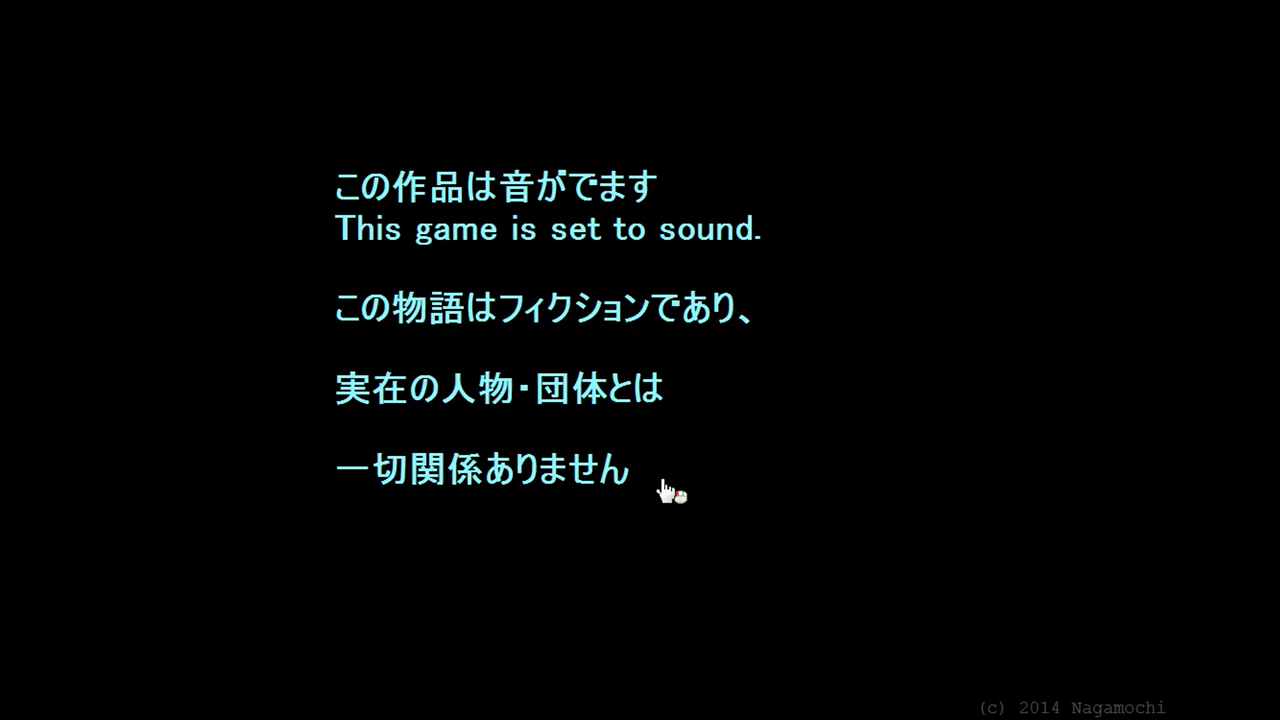 この作品は音がでます
This game is set to sound.
この物語はフィクションであり、
実在の人物・団体とは
一切関係ありません
(c) 2014 Nagamochi